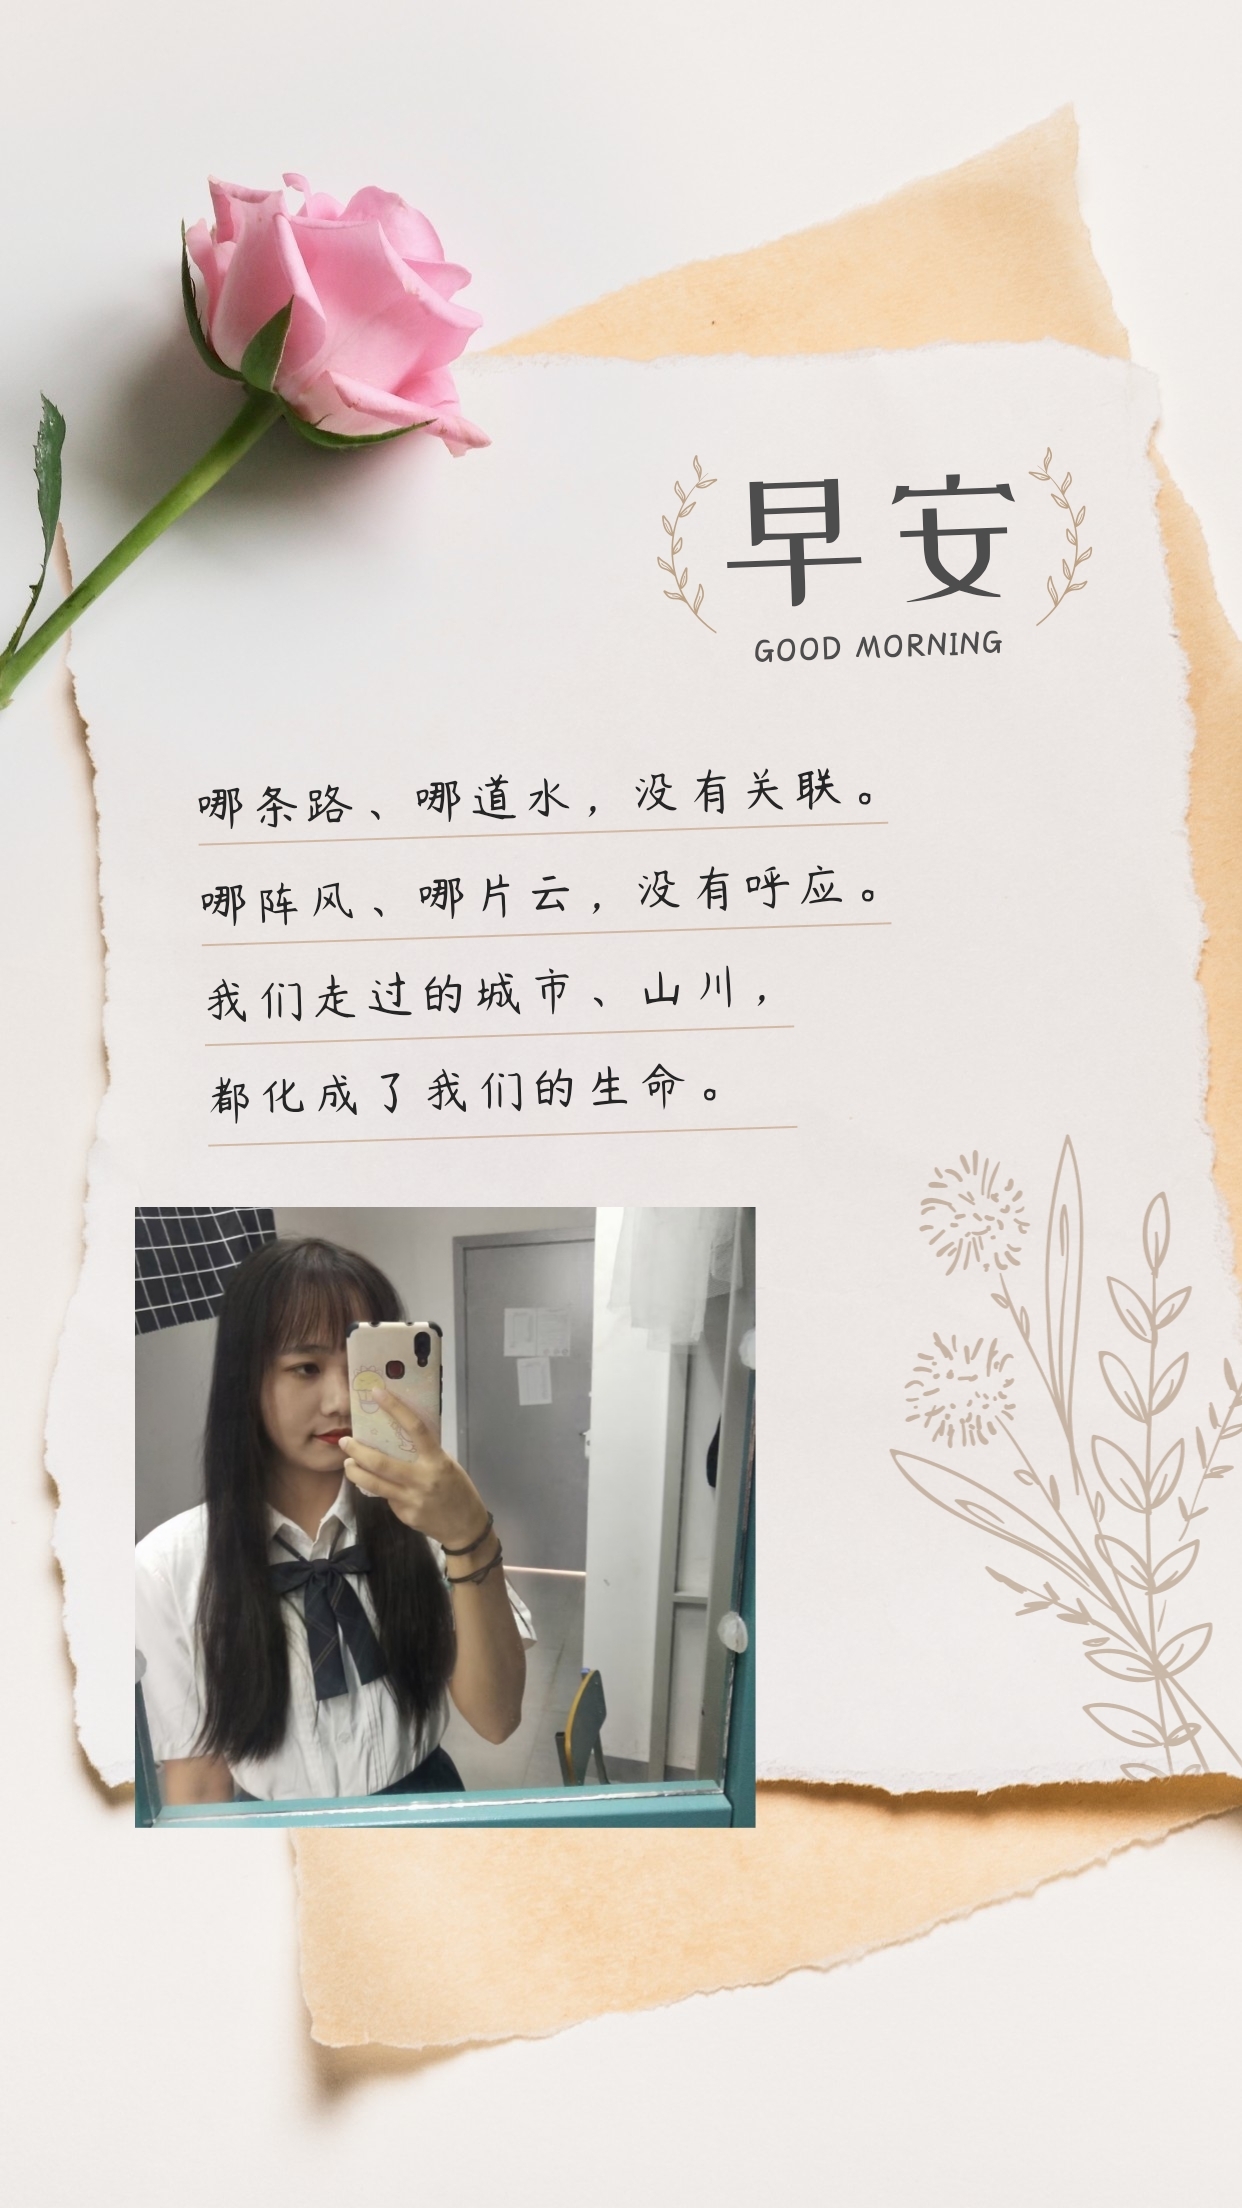 早安
GOOD MORNING
哪条路、哪道水，没有关联。
哪阵风、哪片云，没有呼应。
我们走过的城市、山川，
都化成了我们的生命。